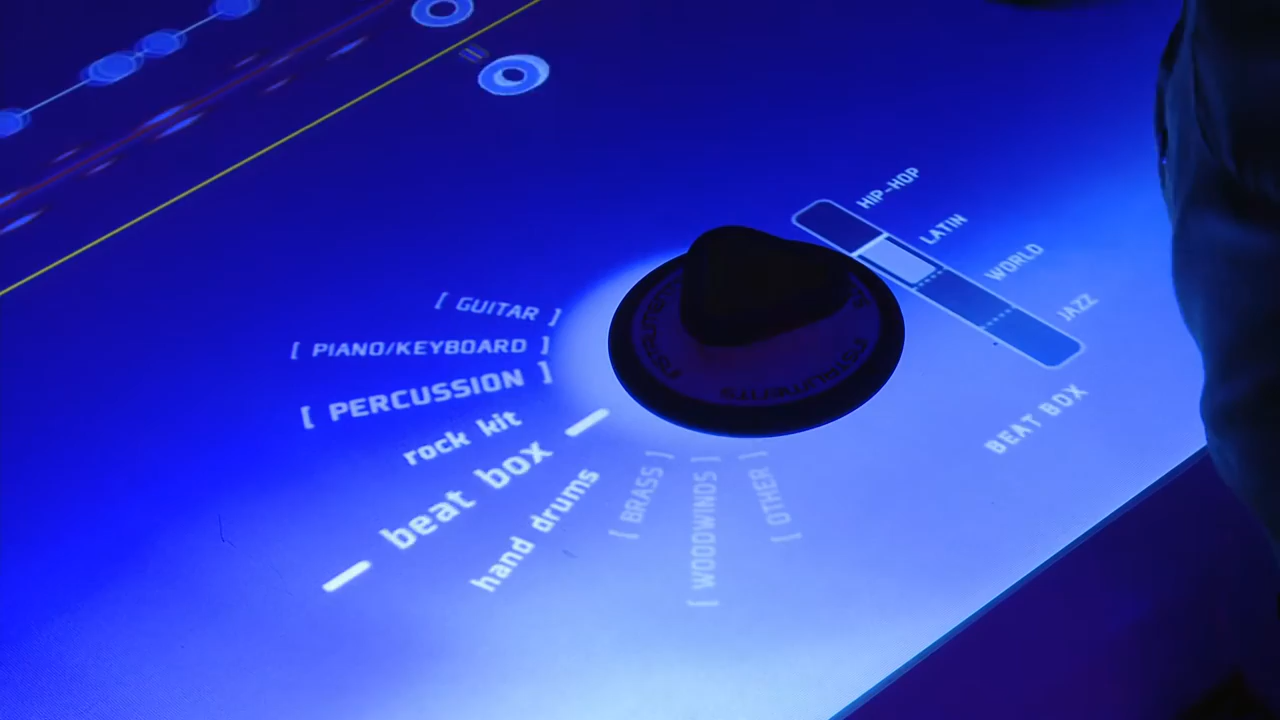 HIP-HOP
LATIN
WORLD
JAZZ
BEAT BOX
[ GUITAR ]
[ PIANO/KEYBOARD ]
[ PERCUSSION ]
rock kit
beat box
hand drums
[ BRASS ]
[ WOODWINDS ]
[ OTHER ]
INSTRUMENTS